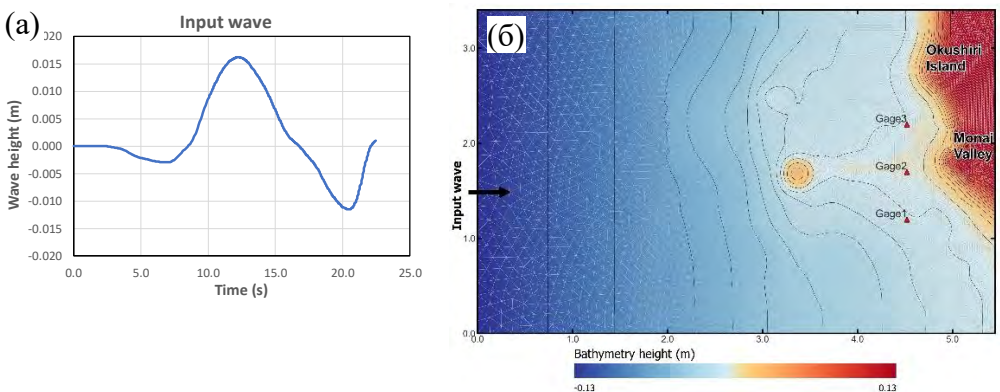 (a)
Input wave
020
0.015
0.010
0.005
0.000
-0.005
-0.010
-0.015
-0.020
Wave height (m)
0.0 5.0 10.0 15.0 20.0 25.0
Time (s)
(б)
3.0
2.0
1.0
0.0
Input wave
Okushiri
Island
Monai
Valley
Gage3
Gage2
Gage1
0.0 1.0 2.0 3.0 4.0 5.0
Bathymetry height (m)
-0.13 0.13